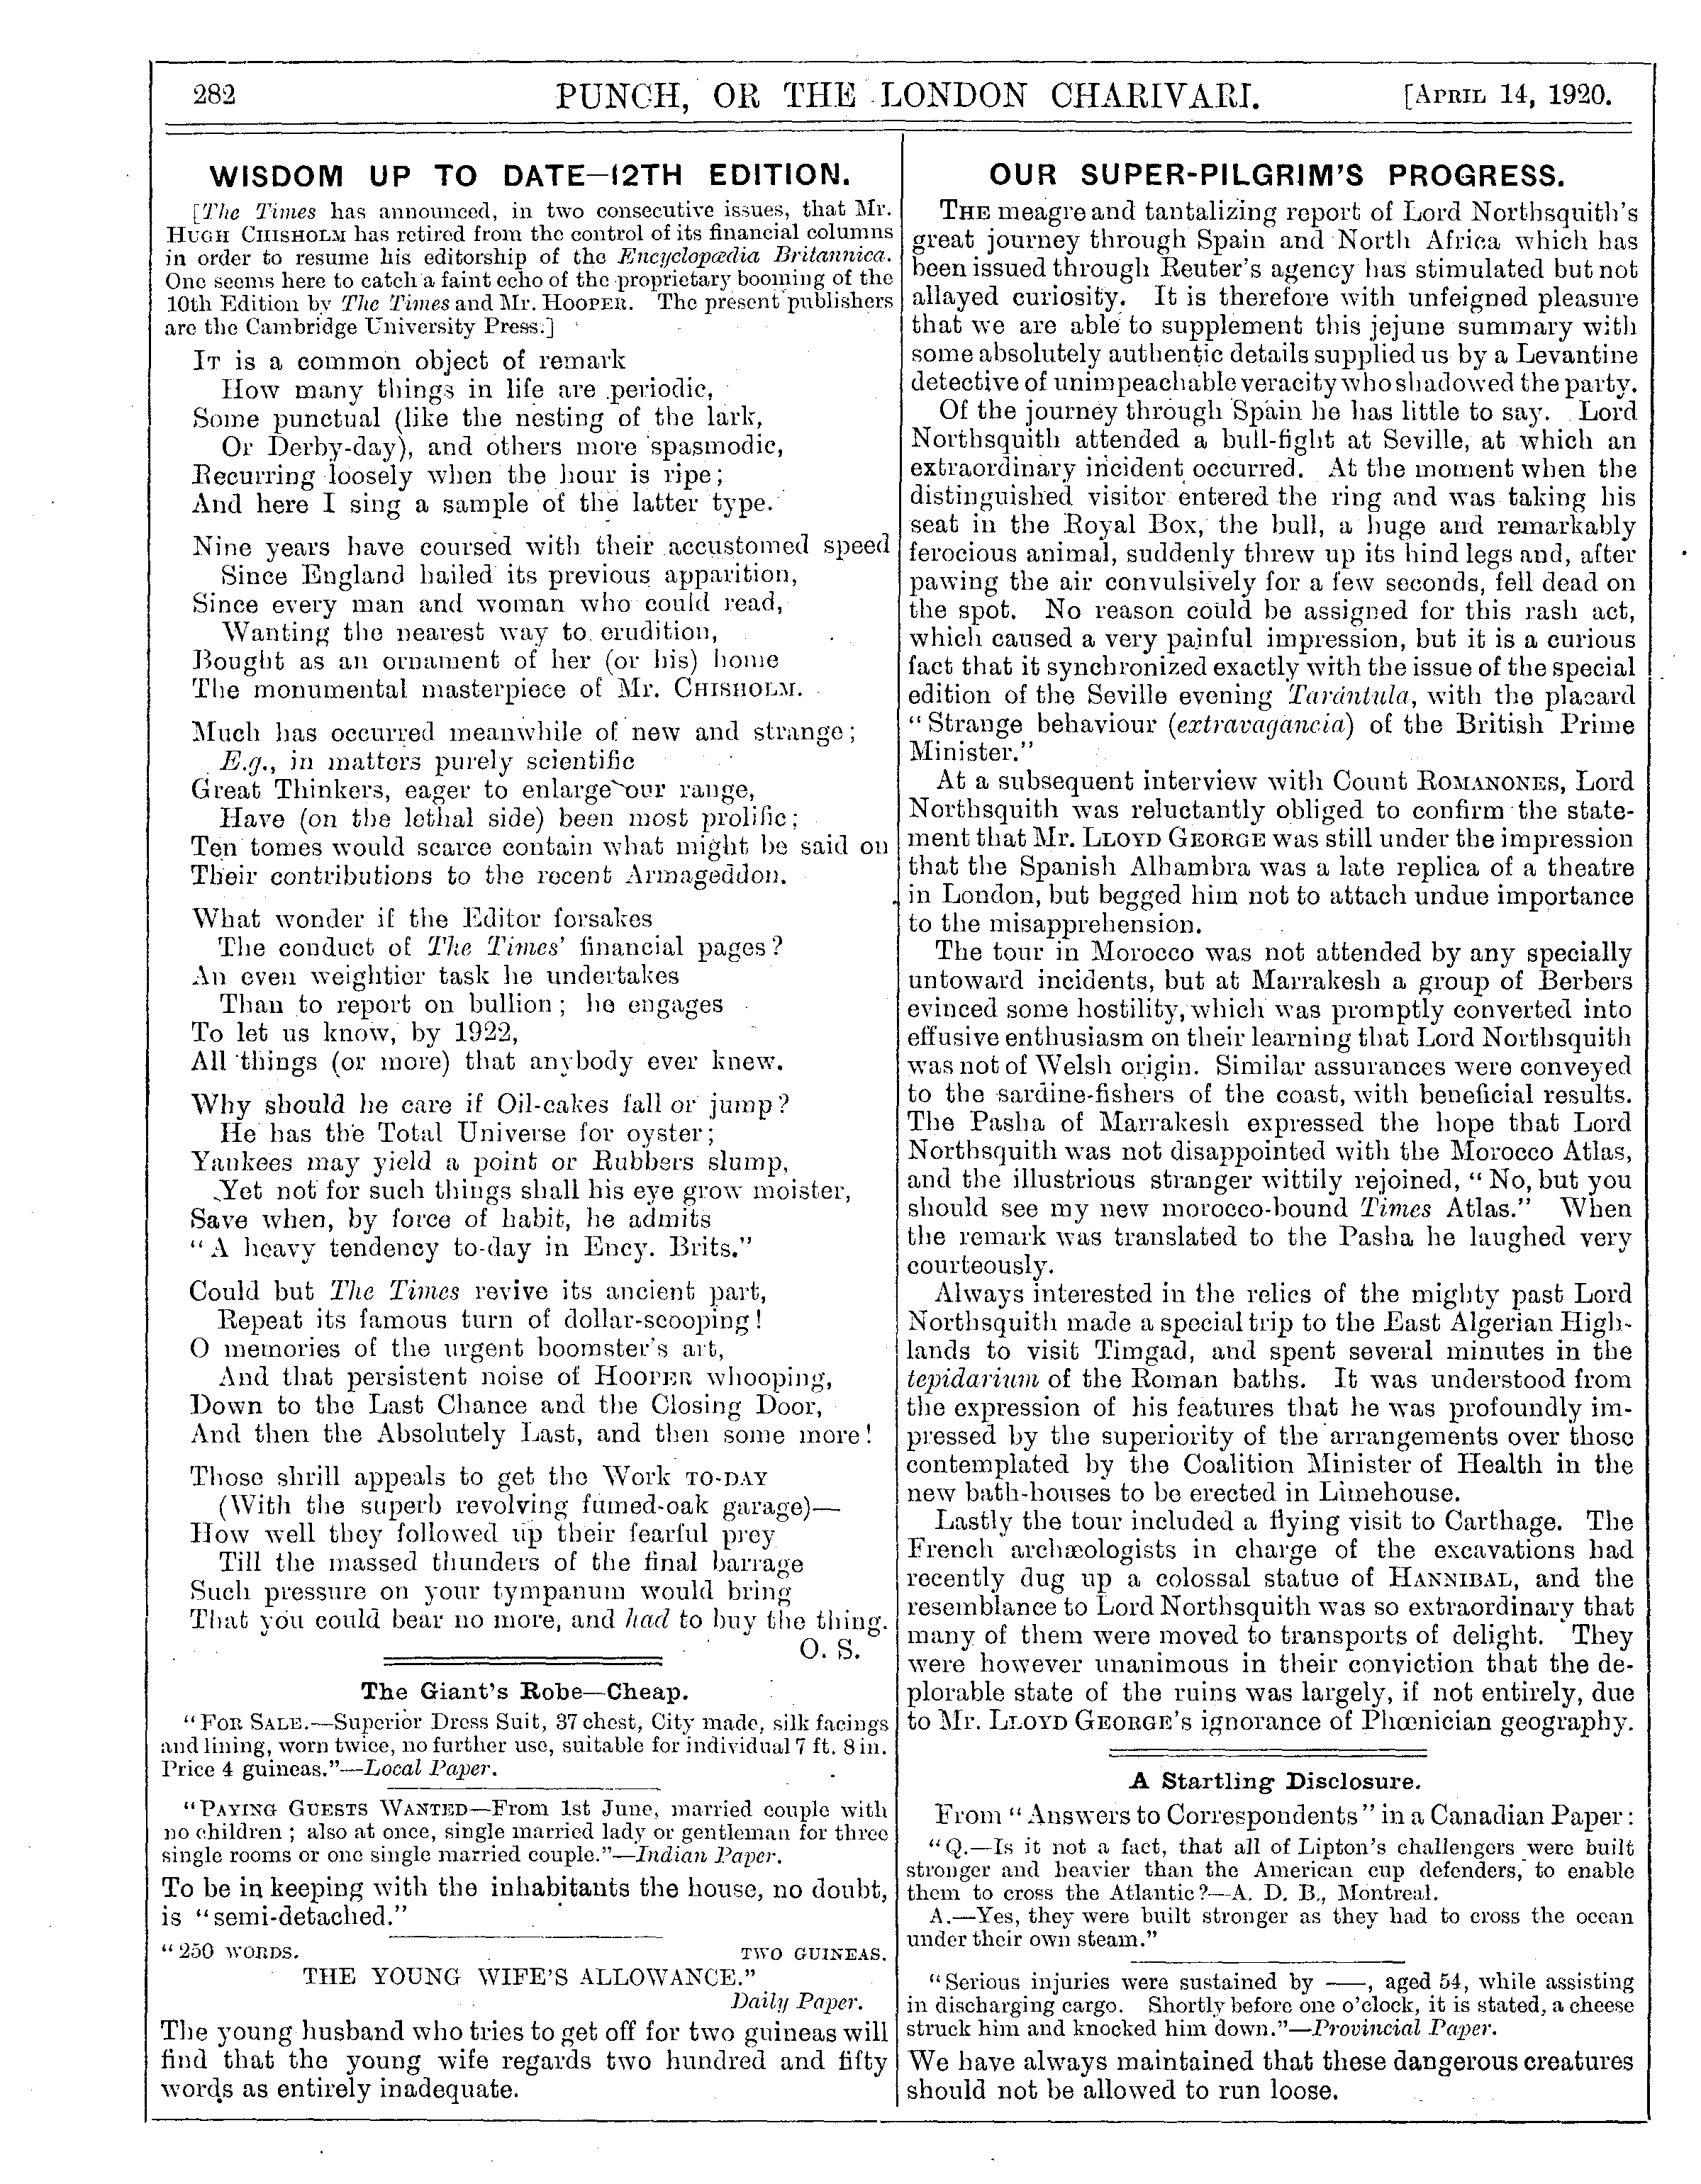 282
PUNCH, OR THE LONDON CHARIVARI.
[APRIL 14, 1920.
WISDOM UP TO DATE—12TH EDITION.
[The Times has announced, in two consecutive issues, that Mr.
HUGH CHISHOLM has retired from the control of its financial columns
in order to resume his editorship of the Encyclopædia Britannica.
One seems here to catch a faint echo of the proprietary booming of the
10th Edition by The Times and Mr. HOOPER. The present publishers
are the Cambridge University Press.]
IT is a common object of remark
How many things in life are periodic,
Some punctual (like the nesting of the lark,
Or Derby-day), and others more spasmodic,
Recurring loosely when the hour is ripe;
And here I sing a sample of the latter type.
Nine years have coursed with their accustomed speed
Since England hailed its previous apparition,
Since every man and woman who could read,
Wanting the nearest way to erudition,
Bought as an ornament of her (or his) home
The monumental masterpiece of Mr. CHISHOLM.
Much has occurred meanwhile of new and strange;
E.g., in matters purely scientific
Great Thinkers, eager to enlarge our range,
Have (on the lethal side) been most prolific;
Ten tomes would scarce contain what might be said on
Their contributions to the recent Armageddon.
What wonder if the Editor forsakes
The conduct of The Times' financial pages?
An even weightier task he undertakes
Than to report on bullion; he engages
To let us know, by 1922,
All things (or more) that anybody ever knew.
Why should he care if Oil-cakes fall or jump?
He has the Total Universe for oyster;
Yankees may yield a point or Rubbers slump,
Yet not for such things shall his eye grow moister,
Save when, by force of habit, he admits
"A heavy tendency to-day in Ency. Brits."
Could but The Times revive its ancient part,
Repeat its famous turn of dollar-scooping!
O memories of the urgent boomster's art,
And that persistent noise of HOOPER whooping,
Down to the Last Chance and the Closing Door,
And then the Absolutely Last, and then some more!
Those shrill appeals to get the Work TO-DAY
(With the superb revolving fumed-oak garage)—
How well they followed up their fearful prey
Till the massed thunders of the final barrage
Such pressure on your tympanum would bring
That you could bear no more, and had to buy the thing.
O. S.
The Giant's Robe—Cheap.
"FOR SALE.—Superior Dress Suit, 37 chest, City made, silk facings
and lining, worn twice, no further use, suitable for individual 7 ft. 8 in.
Price 4 guineas."—Local Paper.
"PAYING GUESTS WANTED—From 1st June, married couple with
no children; also at once, single married lady or gentleman for three
single rooms or one single married couple."—Indian Paper.
To be in keeping with the inhabitants the house, no doubt,
is "semi-detached."
"250 WORDS. TWO GUINEAS.
THE YOUNG WIFE'S ALLOWANCE."
Daily Paper.
The young husband who tries to get off for two guineas will
find that the young wife regards two hundred and fifty
words as entirely inadequate.
OUR SUPER-PILGRIM'S PROGRESS.
THE meagre and tantalizing report of Lord Northsquith's
great journey through Spain and North Africa which has
been issued through Reuter's agency has stimulated but not
allayed curiosity. It is therefore with unfeigned pleasure
that we are able to supplement this jejune summary with
some absolutely authentic details supplied us by a Levantine
detective of unimpeachable veracity who shadowed the party.
Of the journey through Spain he has little to say. Lord
Northsquith attended a bull-fight at Seville, at which an
extraordinary incident occurred. At the moment when the
distinguished visitor entered the ring and was taking his
seat in the Royal Box, the bull, a huge and remarkably
ferocious animal, suddenly threw up its hind legs and, after
pawing the air convulsively for a few seconds, fell dead on
the spot. No reason could be assigned for this rash act,
which caused a very painful impression, but it is a curious
fact that it synchronized exactly with the issue of the special
edition of the Seville evening Tarántula, with the placard
"Strange behaviour (extravagáncia) of the British Prime
Minister."
At a subsequent interview with Count ROMANONES, Lord
Northsquith was reluctantly obliged to confirm the state-
ment that Mr. LLOYD GEORGE was still under the impression
that the Spanish Alhambra was a late replica of a theatre
in London, but begged him not to attach undue importance
to the misapprehension.
The tour in Morocco was not attended by any specially
untoward incidents, but at Marrakesh a group of Berbers
evinced some hostility, which was promptly converted into
effusive enthusiasm on their learning that Lord Northsquith
was not of Welsh origin. Similar assurances were conveyed
to the sardine-fishers of the coast, with beneficial results.
The Pasha of Marrakesh expressed the hope that Lord
Northsquith was not disappointed with the Morocco Atlas,
and the illustrious stranger wittily rejoined, "No, but you
should see my new morocco-bound Times Atlas." When
the remark was translated to the Pasha he laughed very
courteously.
Always interested in the relics of the mighty past Lord
Northsquith made a special trip to the East Algerian High-
lands to visit Timgad, and spent several minutes in the
tepidarium of the Roman baths. It was understood from
the expression of his features that he was profoundly im-
pressed by the superiority of the arrangements over those
contemplated by the Coalition Minister of Health in the
new bath-houses to be erected in Limehouse.
Lastly the tour included a flying visit to Carthage. The
French archæologists in charge of the excavations had
recently dug up a colossal statue of HANNIBAL, and the
resemblance to Lord Northsquith was so extraordinary that
many of them were moved to transports of delight. They
were however unanimous in their conviction that the de-
plorable state of the ruins was largely, if not entirely, due
to Mr. LLOYD GEORGE's ignorance of Phœnician geography.
A Startling Disclosure.
From "Answers to Correspondents" in a Canadian Paper:
"Q.—Is it not a fact, that all of Lipton's challengers were built
stronger and heavier than the American cup defenders, to enable
them to cross the Atlantic?—A. D. B., Montreal.
A.—Yes, they were built stronger as they had to cross the ocean
under their own steam."
"Serious injuries were sustained by ——, aged 54, while assisting
in discharging cargo. Shortly before one o'clock, it is stated, a cheese
struck him and knocked him down."—Provincial Paper.
We have always maintained that these dangerous creatures
should not be allowed to run loose.